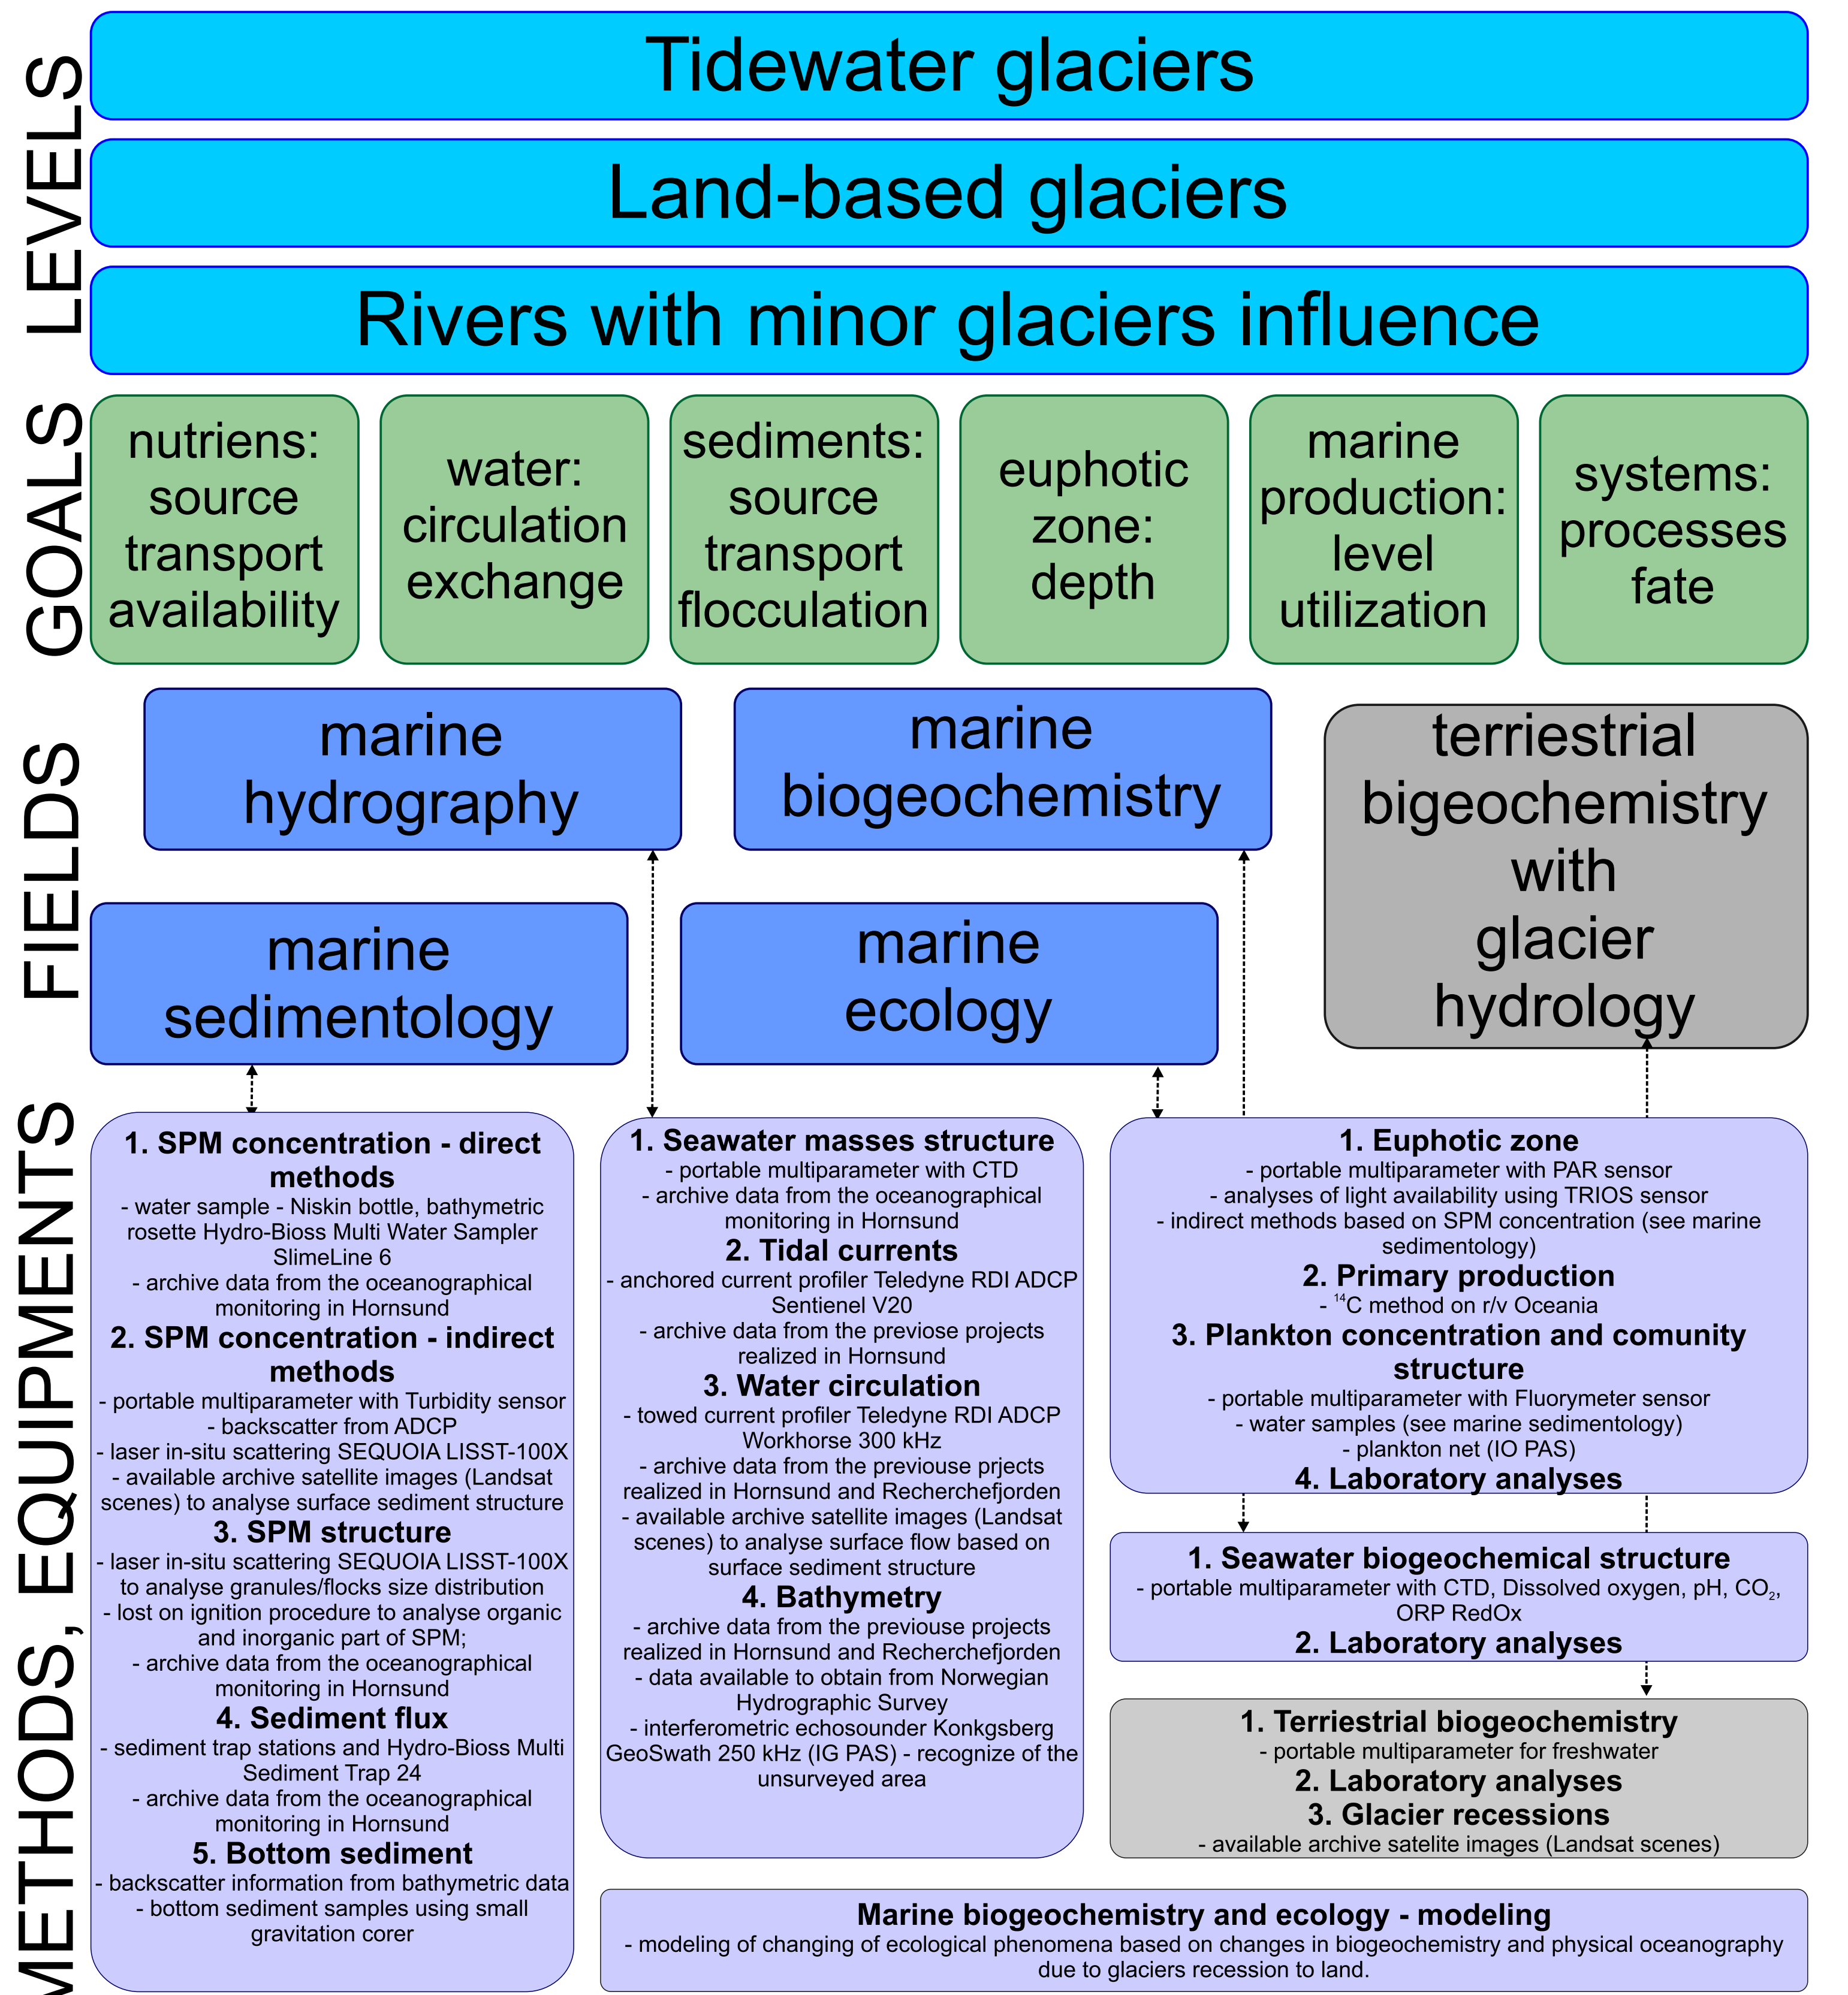 LEVELS
Tidewater glaciers
Land-based glaciers
Rivers with minor glaciers influence
GOALS
nutriens:
source
transport
availability
water:
circulation
exchange
sediments:
source
transport
flocculation
euphotic
zone:
depth
marine
production:
level
utilization
systems:
processes
fate
FIELDS
marine
hydrography
marine
biogeochemistry
terriestrial
bigeochemistry
with
glacier
hydrology
marine
sedimentology
marine
ecology
METHODS, EQUIPMENTS
1. SPM concentration - direct
methods
- water sample - Niskin bottle, bathymetric
rosette Hydro-Bioss Multi Water Sampler
SlimeLine 6
- archive data from the oceanographical
monitoring in Hornsund
2. SPM concentration - indirect
methods
- portable multiparameter with Turbidity sensor
- backscatter from ADCP
- laser in-situ scattering SEQUOIA LISST-100X
- available archive satellite images (Landsat
scenes) to analyse surface sediment structure
3. SPM structure
- laser in-situ scattering SEQUOIA LISST-100X
to analyse granules/flocks size distribution
- lost on ignition procedure to analyse organic
and inorganic part of SPM;
- archive data from the oceanographical
monitoring in Hornsund
4. Sediment flux
- sediment trap stations and Hydro-Bioss Multi
Sediment Trap 24
- archive data from the oceanographical
monitoring in Hornsund
5. Bottom sediment
- backscatter information from bathymetric data
- bottom sediment samples using small
gravitation corer
1. Seawater masses structure
- portable multiparameter with CTD
- archive data from the oceanographical
monitoring in Hornsund
2. Tidal currents
- anchored current profiler Teledyne RDI ADCP
Sentienel V20
- archive data from the previose projects
realized in Hornsund
3. Water circulation
- towed current profiler Teledyne RDI ADCP
Workhorse 300 kHz
- archive data from the previouse prjects
realized in Hornsund and Recherchefjorden
- available archive satellite images (Landsat
scenes) to analyse surface flow based on
surface sediment structure
4. Bathymetry
- archive data from the previouse projects
realized in Hornsund and Recherchefjorden
- data available to obtain from Norwegian
Hydrographic Survey
- interferometric echosounder Konkgsberg
GeoSwath 250 kHz (IG PAS) - recognize of the
unsurveyed area
1. Euphotic zone
- portable multiparameter with PAR sensor
- analyses of light availability using TRIOS sensor
- indirect methods based on SPM concentration (see marine
sedimentology)
2. Primary production
- ¹⁴C method on r/v Oceania
3. Plankton concentration and comunity
structure
- portable multiparameter with Fluorymeter sensor
- water samples (see marine sedimentology)
- plankton net (IO PAS)
4. Laboratory analyses
1. Seawater biogeochemical structure
- portable multiparameter with CTD, Dissolved oxygen, pH, CO₂,
ORP RedOx
2. Laboratory analyses
1. Terriestrial biogeochemistry
- portable multiparameter for freshwater
2. Laboratory analyses
3. Glacier recessions
- available archive satelite images (Landsat scenes)
Marine biogeochemistry and ecology - modeling
- modeling of changing of ecological phenomena based on changes in biogeochemistry and physical oceanography
due to glaciers recession to land.